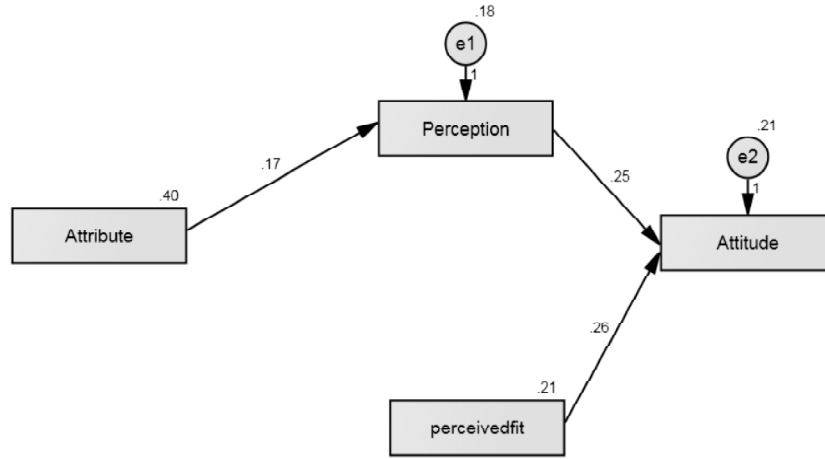 .18
e1
1
Perception
.21
e2
.17
.25
1
.40
Attribute
Attitude
.26
.21
perceivedfit